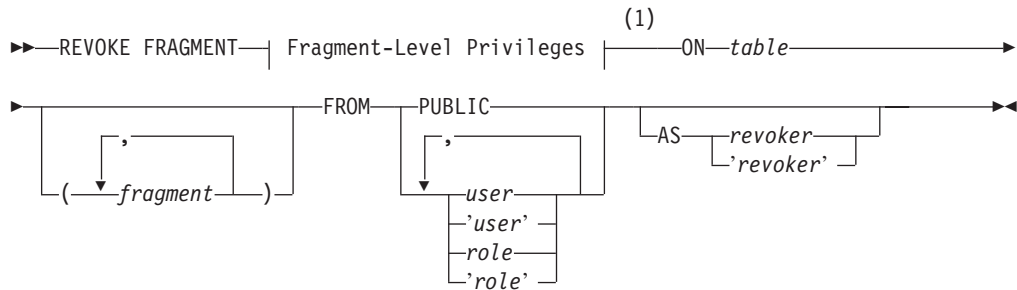 (1)
REVOKE FRAGMENT Fragment-Level Privileges ON table
FROM PUBLIC
, , AS revoker
'revoker'
( fragment ) user
'user'
role
'role'